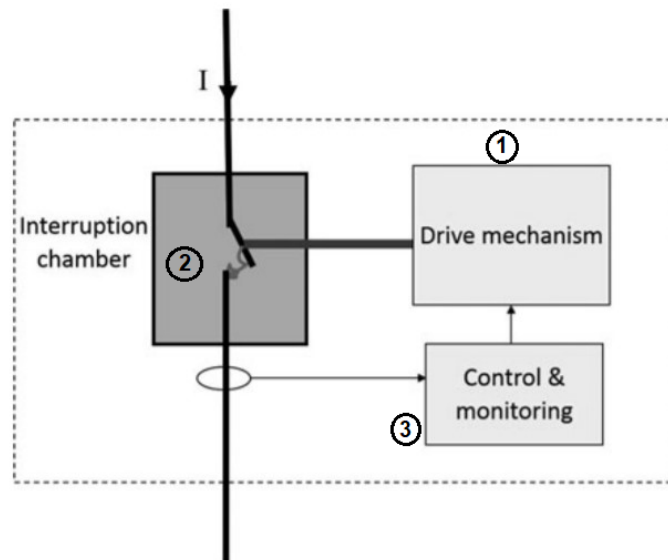 I
1
Interruption
chamber
2
Drive mechanism
Control &
monitoring
3